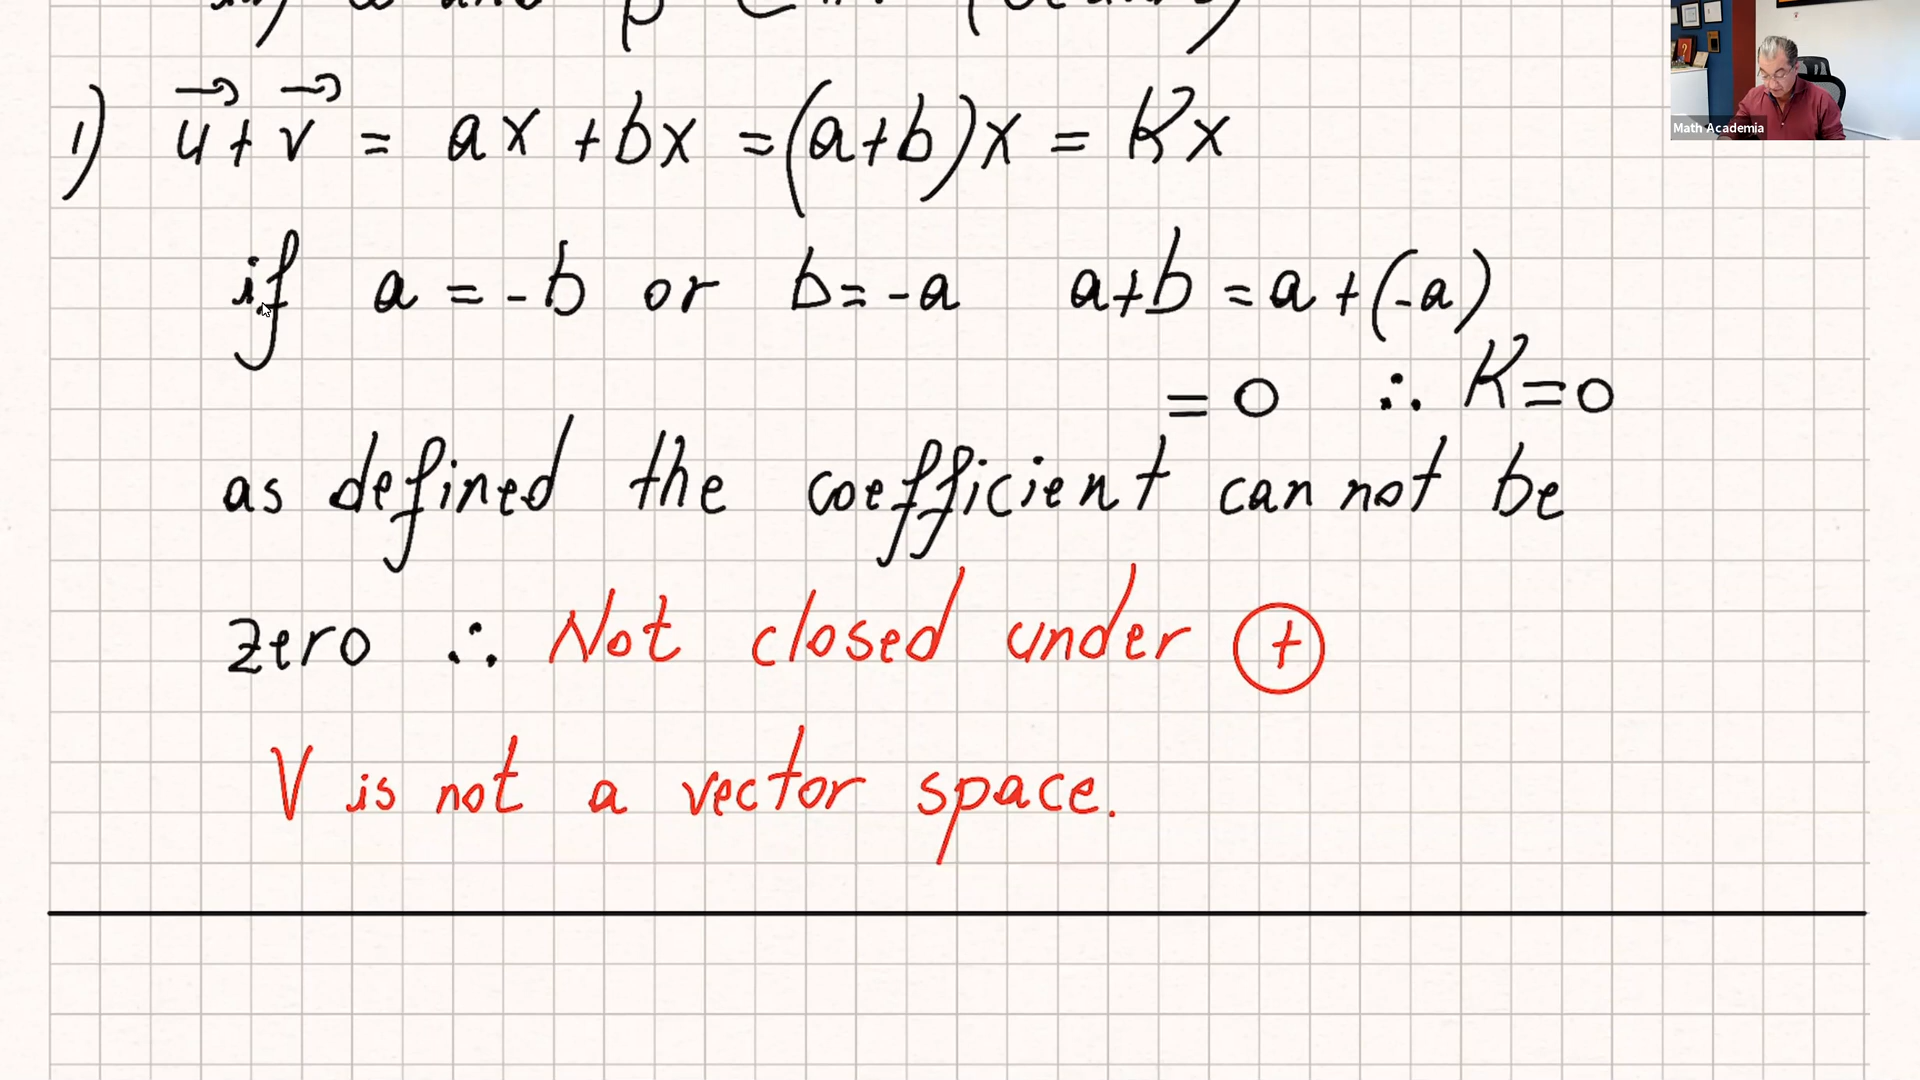 1) u + v = ax + bx = (a+b)x = Kx
if a = -b or b = -a a+b = a + (-a)
= 0 ∴ K = 0
as defined the coefficient can not be
zero ∴ Not closed under ⊕
V is not a vector space.
Math Academia